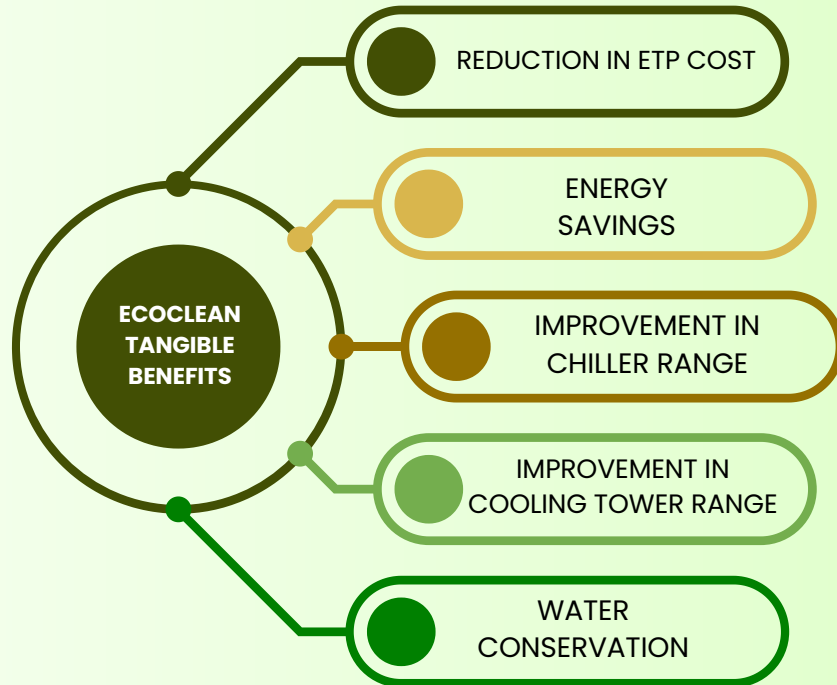 REDUCTION IN ETP COST
ENERGY
SAVINGS
ECOCLEAN
TANGIBLE
BENEFITS
IMPROVEMENT IN
CHILLER RANGE
IMPROVEMENT IN
COOLING TOWER RANGE
WATER
CONSERVATION